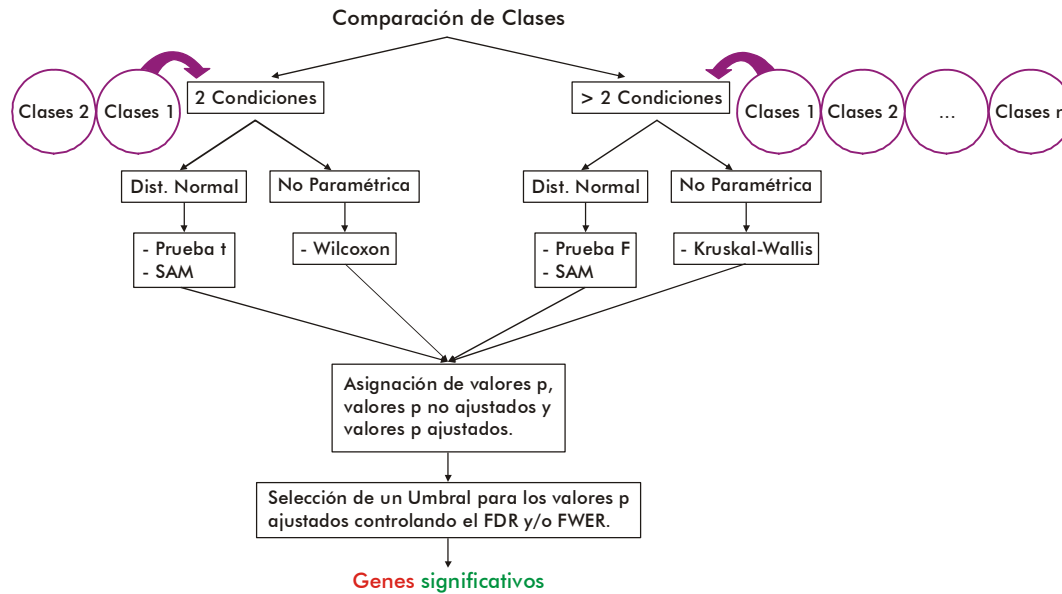 Comparación de Clases
Clases 2
Clases 1
2 Condiciones
> 2 Condiciones
Clases 1
Clases 2
...
Clases n
Dist. Normal
No Paramétrica
Dist. Normal
No Paramétrica
- Prueba t
- SAM
- Wilcoxon
- Prueba F
- SAM
- Kruskal-Wallis
Asignación de valores p,
valores p no ajustados y
valores p ajustados.
Selección de un Umbral para los valores p
ajustados controlando el FDR y/o FWER.
Genes significativos